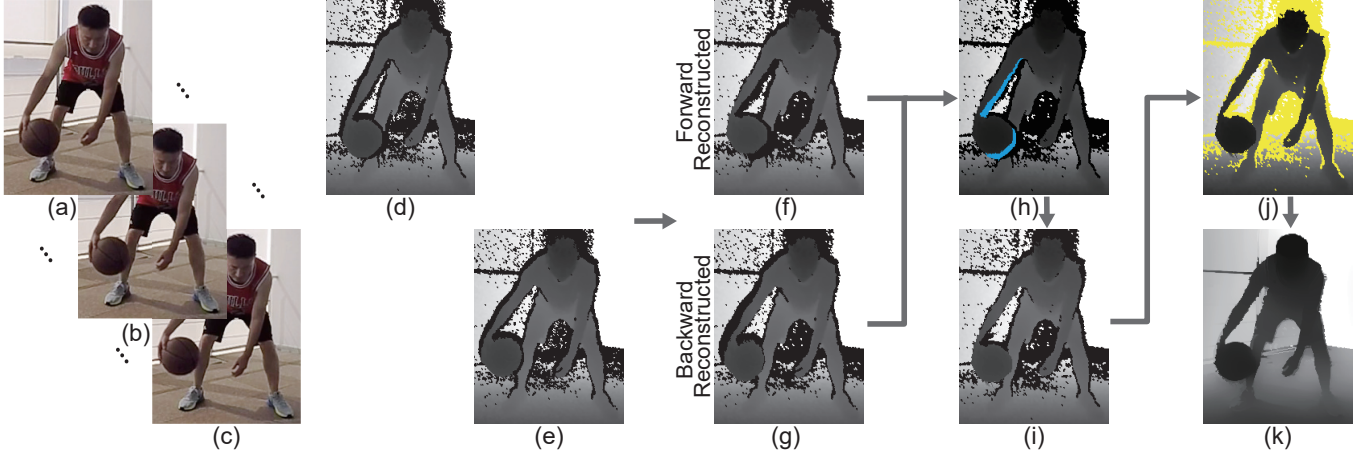 Forward
Reconstructed
(a)
(d)
(f)
(h)
(j)
Backward
Reconstructed
(b)
(c)
(e)
(g)
(i)
(k)